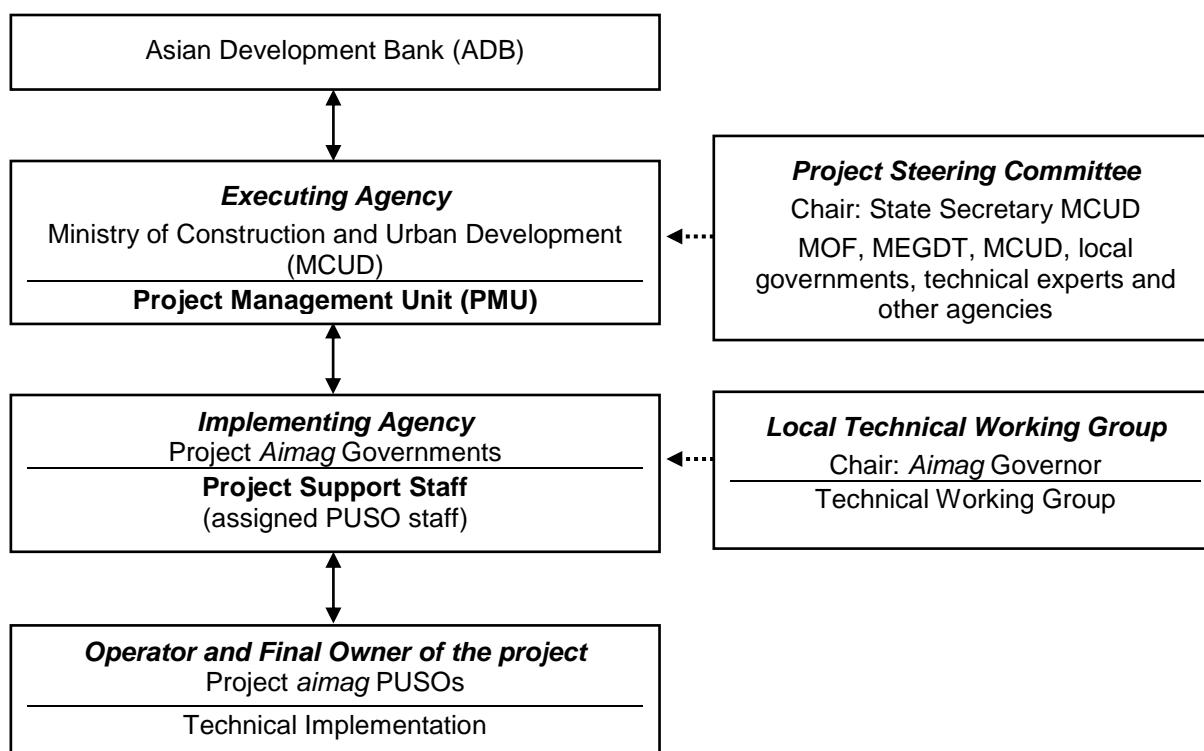 Asian Development Bank (ADB)
Executing Agency
Ministry of Construction and Urban Development
(MCUD)
Project Management Unit (PMU)
Project Steering Committee
Chair: State Secretary MCUD
MOF, MEGDT, MCUD, local
governments, technical experts and
other agencies
Implementing Agency
Project Aimag Governments
Project Support Staff
(assigned PUSO staff)
Local Technical Working Group
Chair: Aimag Governor
Technical Working Group
Operator and Final Owner of the project
Project aimag PUSOs
Technical Implementation